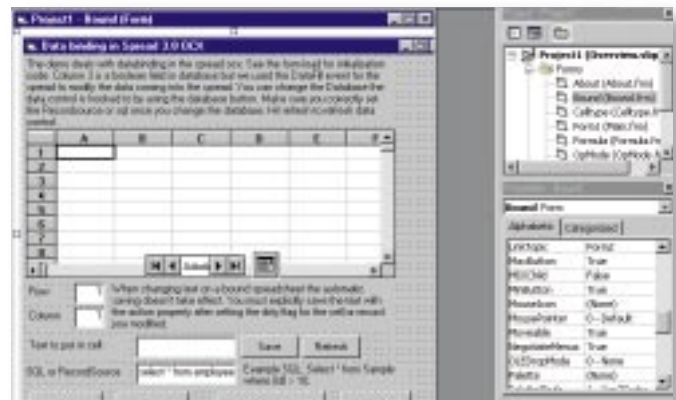 Project1 - Bound (Form)
Data binding in Spread 3.0 OCX
The demo deals with databinding in the spread ocx. See the form load for initialization
code. Column 3 is a boolean field in database but we used the DataFill event for the
spread to modify the data coming into the spread. You can change the Database the
data control is hooked to by using the database button. Make sure you correctly set
the RecordSource or sql once you change the database. Hit refresh to refresh data
control.
A B C D E F
1
2
3
4
5
6
7
8
Row 1
When changing text on a bound spreadsheet the automatic
saving doesn't take effect. You must explicitly save the text with
Column 1
the action property after setting the dirty flag for the cell or record
you modified.
Text to put in cell
Save
Refresh
SQL or RecordSource
select * from employee
Example SQL, Select * from Sample
where
Project1 (Overview.vbp
Forms
About (About.frm)
Bound (Bound.frm)
Celltype (Celltype.f
Form2 (Main.frm)
Formula (Formula.fr
OpMode (OpMode.f
Bound Form
Alphabetic
Categorized
LinkTopic Form2
MaxButton True
MDIChild False
MinButton True
MouseIcon (None)
MousePointer 0 - Default
Moveable True
NegotiateMenus True
OLEDropMode 0 - None
Palette (None)